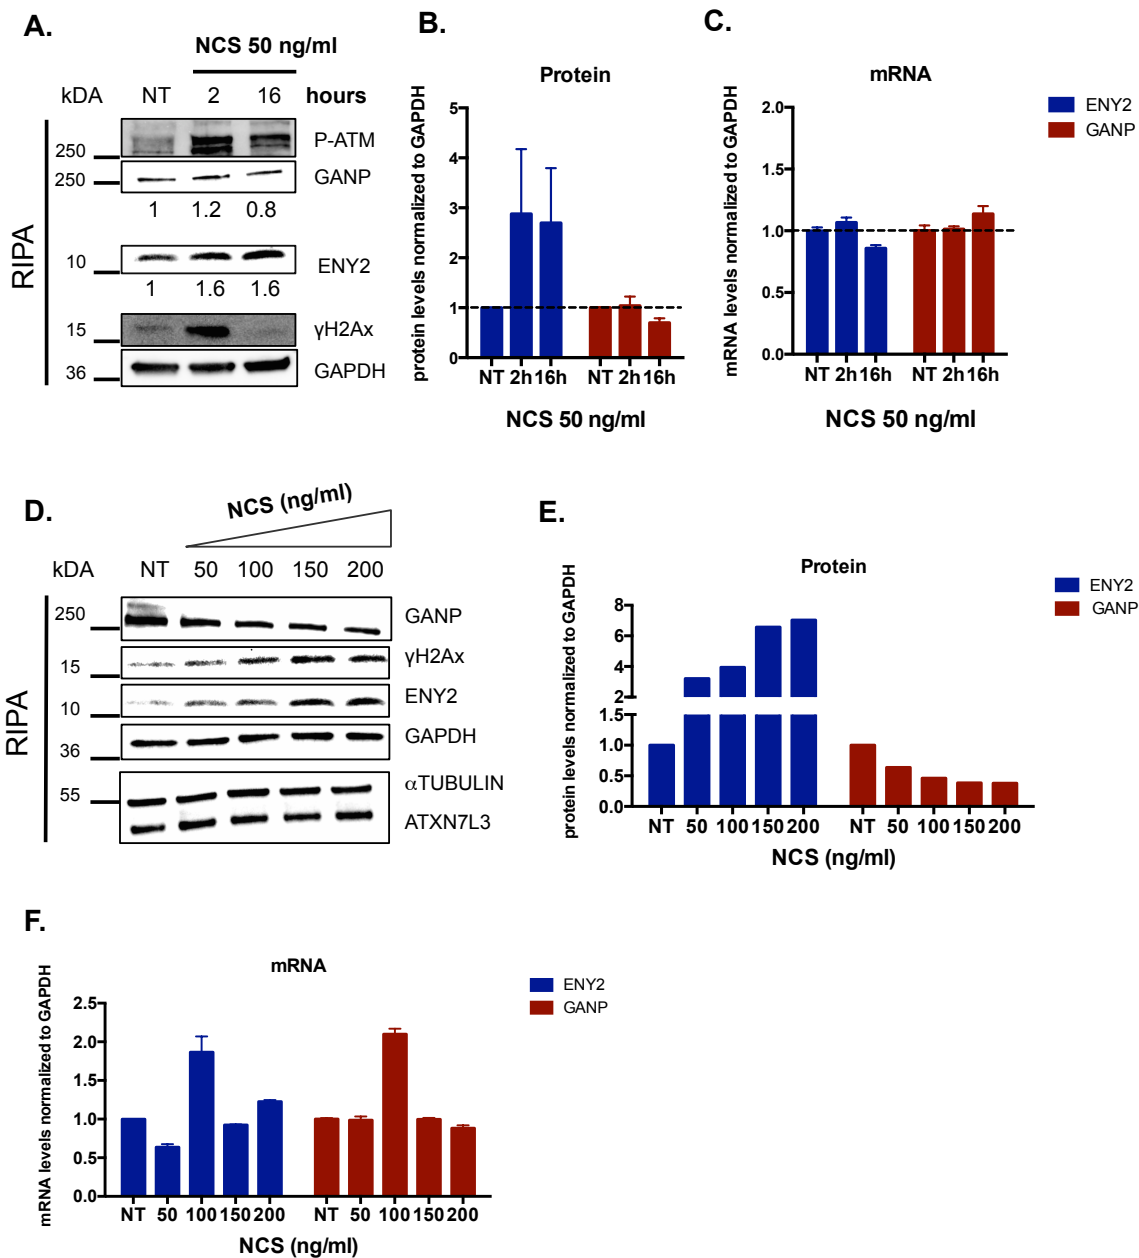 A.
NCS 50 ng/ml
kDA NT 2 16 hours
RIPA
250
P-ATM
250
GANP
1 1.2 0.8
10
ENY2
1 1.6 1.6
15
γH2Ax
36
GAPDH
B.
Protein
protein levels normalized to GAPDH
5
4
3
2
1
0
NT 2h 16h NT 2h 16h
NCS 50 ng/ml
C.
mRNA
mRNA levels normalized to GAPDH
2.0
1.5
1.0
0.5
0.0
NT 2h 16h NT 2h 16h
NCS 50 ng/ml
ENY2
GANP
D.
NCS (ng/ml)
kDA NT 50 100 150 200
RIPA
250
GANP
15
γH2Ax
10
ENY2
36
GAPDH
55
αTUBULIN
ATXN7L3
E.
Protein
protein levels normalized to GAPDH
8
6
4
2
1.5
1.0
0.5
0.0
NT 50 100 150 200 NT 50 100 150 200
NCS (ng/ml)
ENY2
GANP
F.
mRNA
mRNA levels normalized to GAPDH
2.5
2.0
1.5
1.0
0.5
0.0
NT 50 100 150 200 NT 50 100 150 200
NCS (ng/ml)
ENY2
GANP